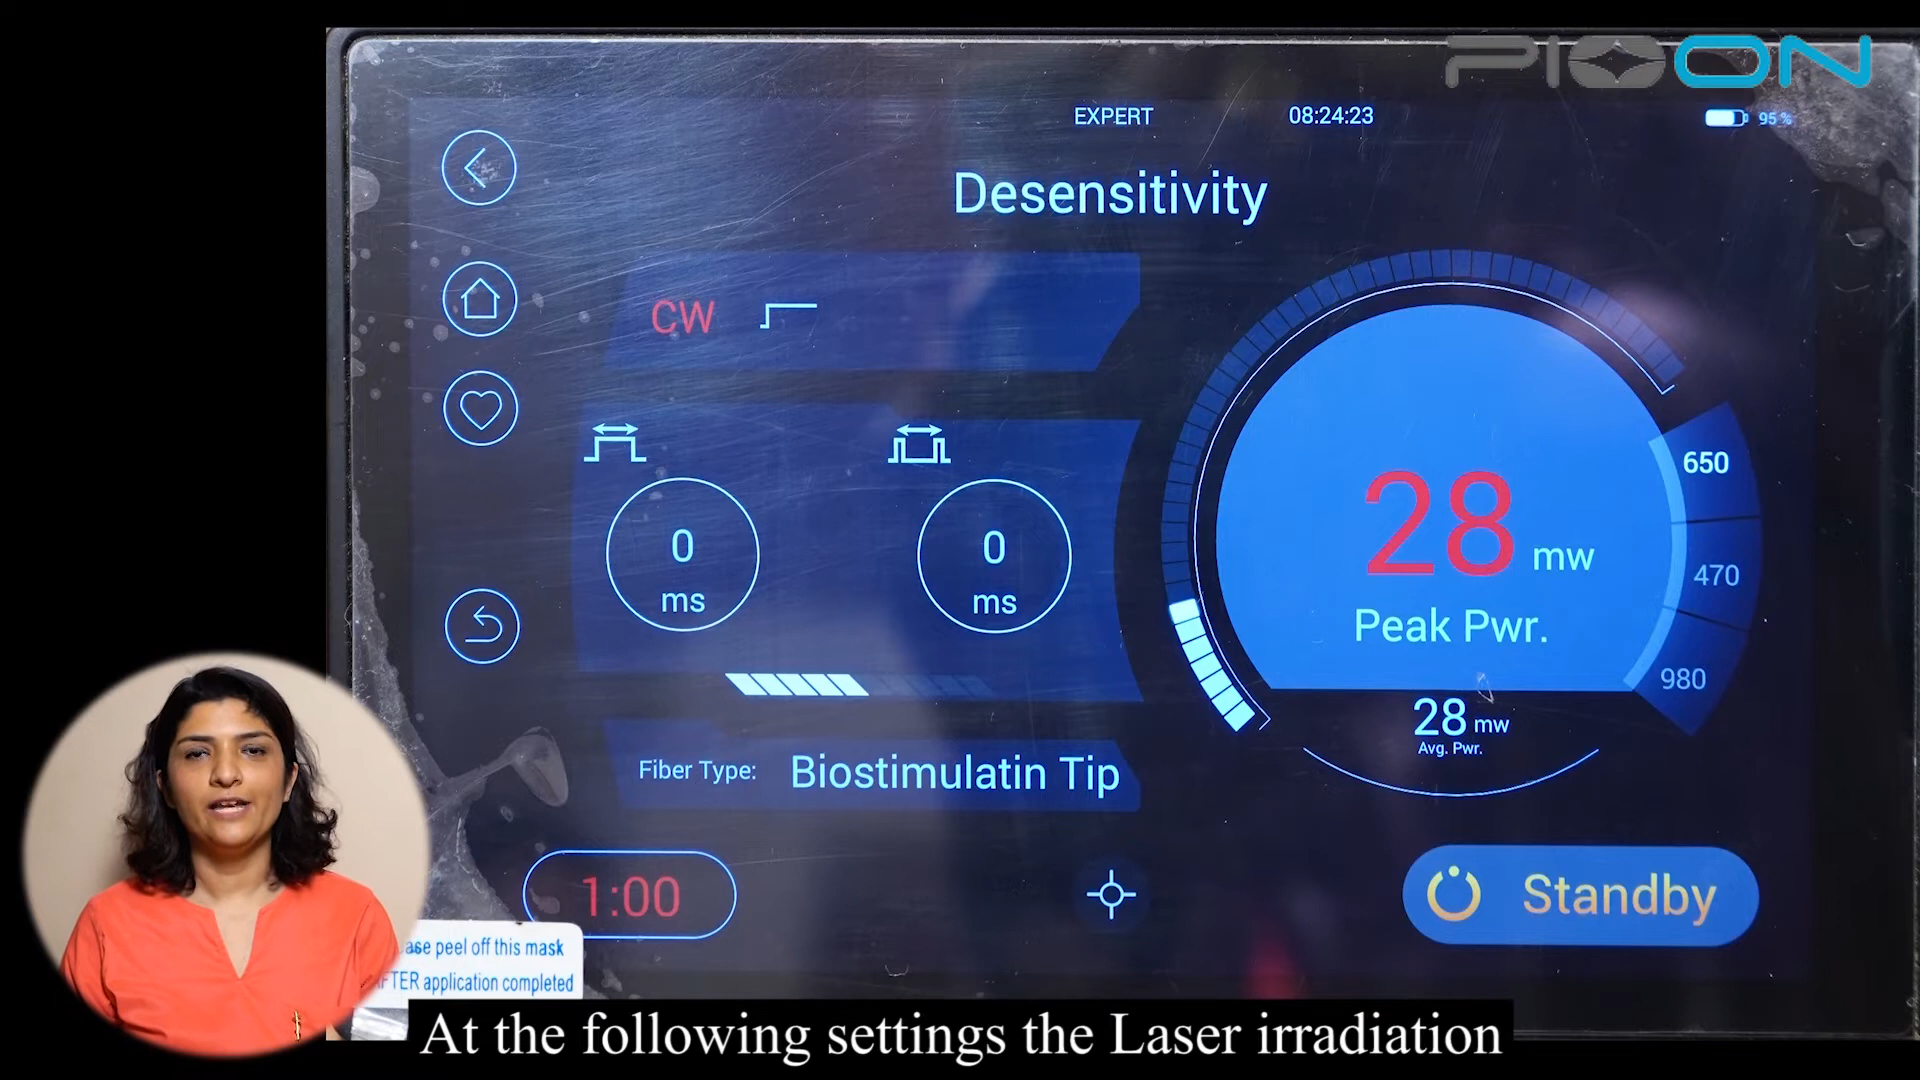 PIOON
EXPERT 08:24:23 95 %
Desensitivity
CW
0 ms
0 ms
650
470
980
28 mw
Peak Pwr.
28 mw
Avg. Pwr.
Fiber Type: Biostimulatin Tip
1:00
Standby
ase peel off this mask
FTER application completed
At the following settings the Laser irradiation